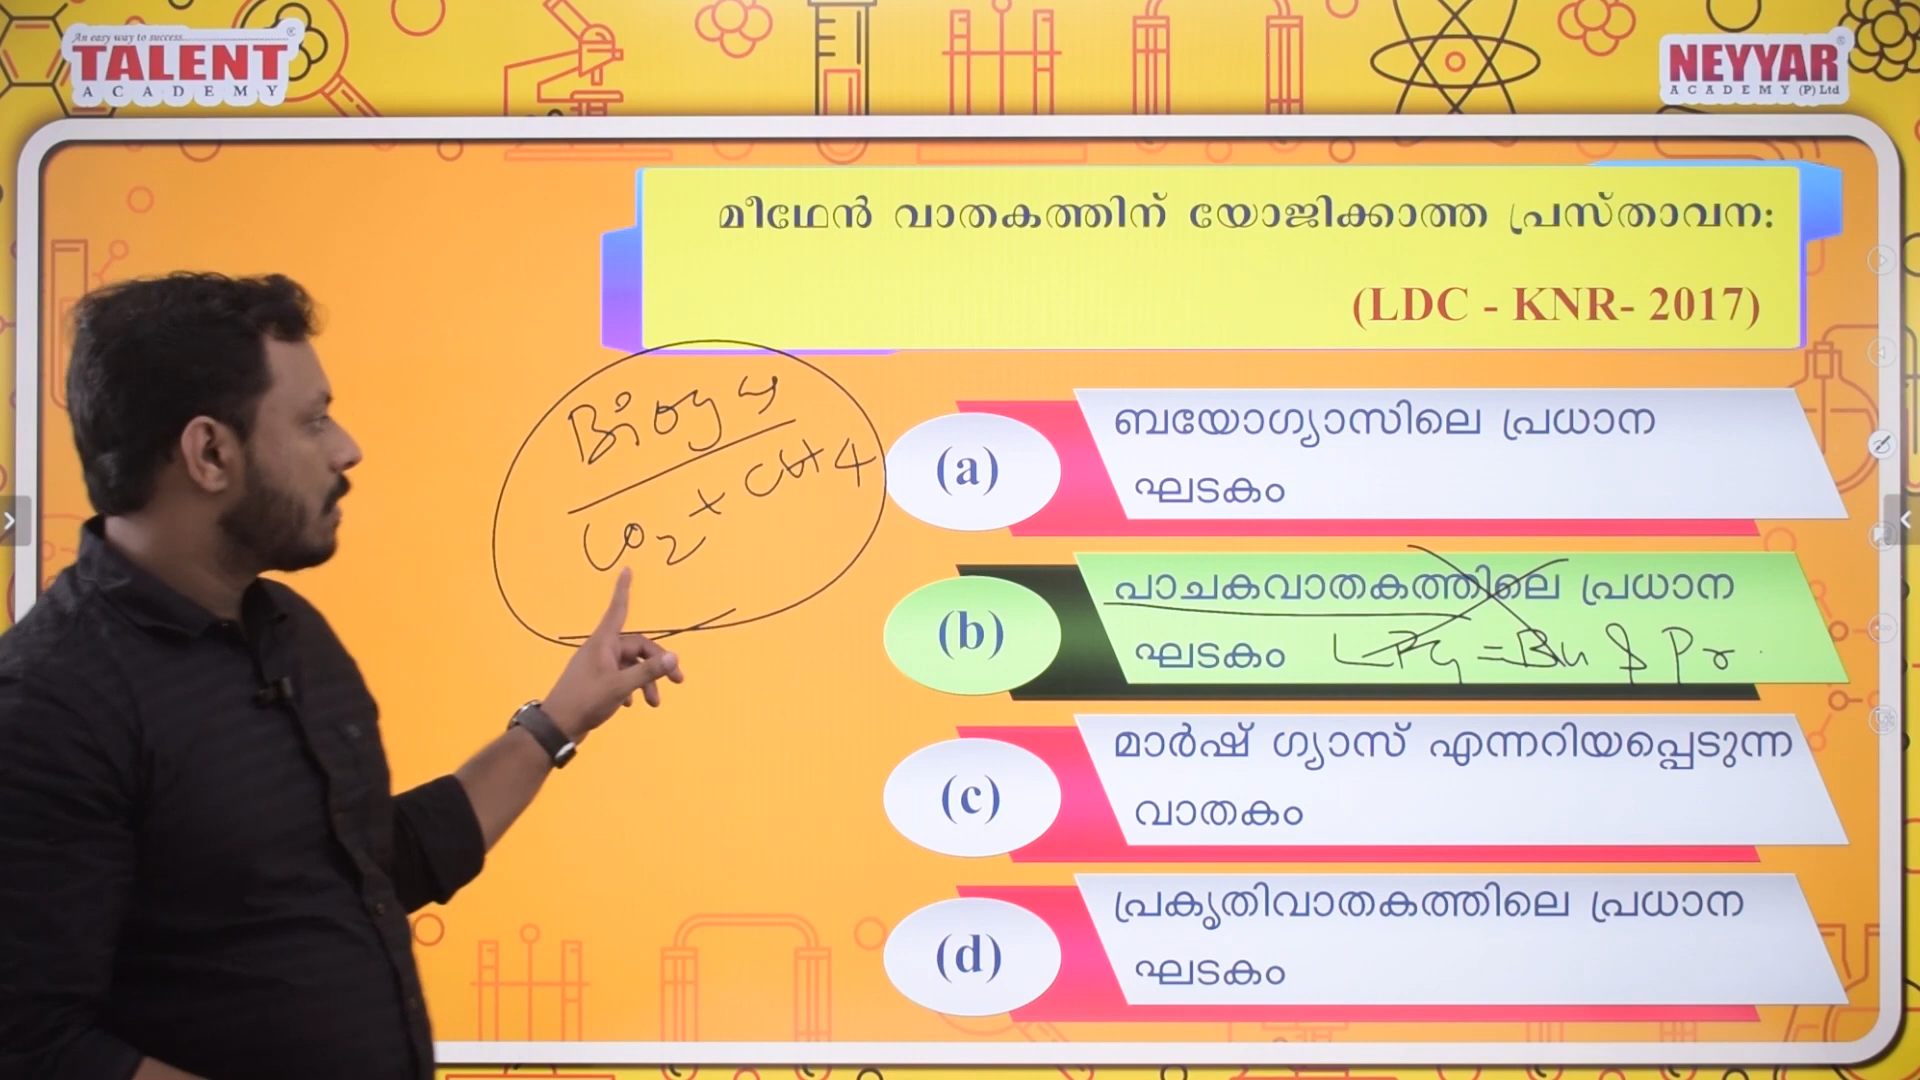 An easy way to success...
TALENT
ACADEMY
NEYYAR
ACADEMY (P) Ltd
മീഥേൻ വാതകത്തിന് യോജിക്കാത്ത പ്രസ്താവന:
(LDC - KNR- 2017)
(a) ബയോഗ്യാസിലെ പ്രധാന
ഘടകം
(b) പാചകവാതകത്തിലെ പ്രധാന
ഘടകം LPG = Bu & Pr
(c) മാർഷ് ഗ്യാസ് എന്നറിയപ്പെടുന്ന
വാതകം
(d) പ്രകൃതിവാതകത്തിലെ പ്രധാന
ഘടകം
CO2 + CH4